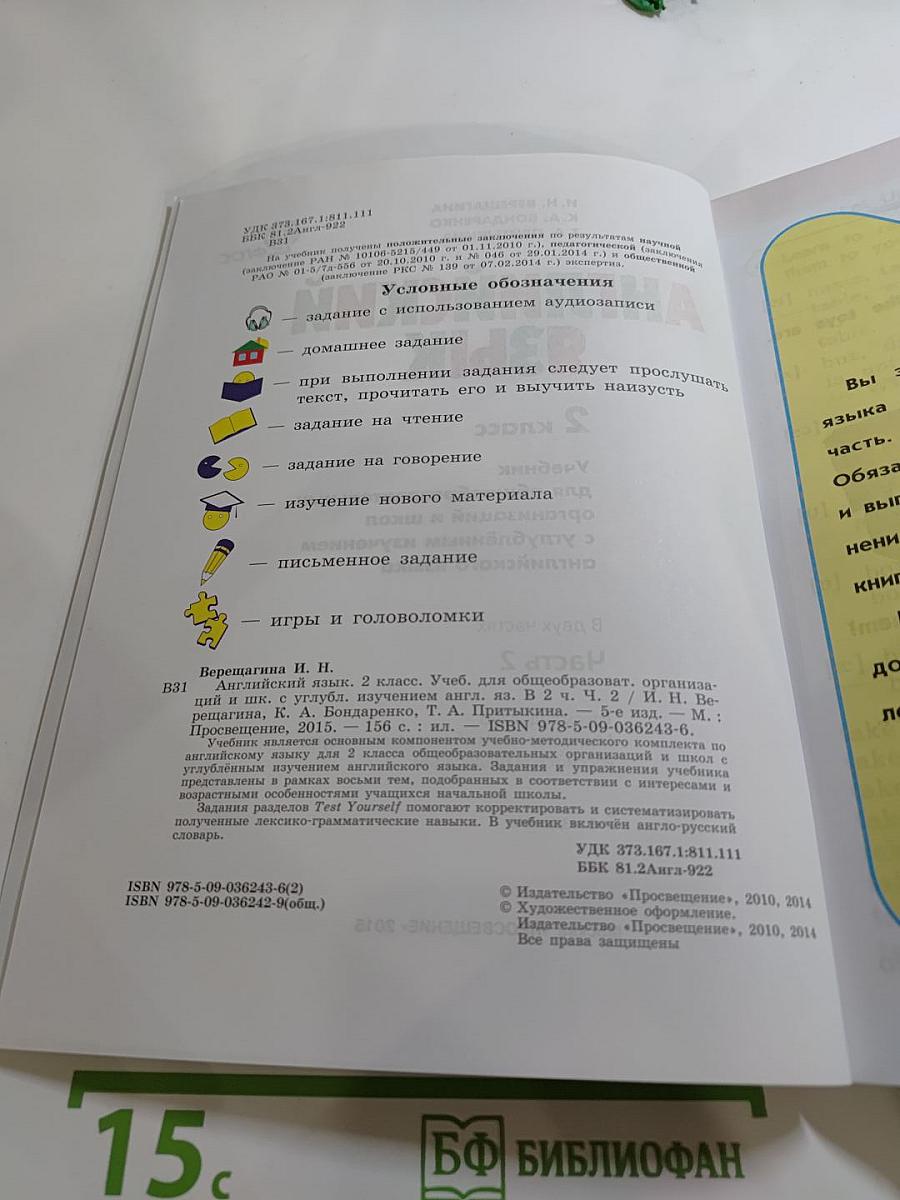 УДК 373.167.1:811.111
ББК 81.2Англ-922
В31
На учебник получены положительные заключения по результатам научной
(заключение РАН № 10106-5215/449 от 01.11.2010 г.), педагогической (заключение
РАО № 01-5/7д-556 от 20.10.2010 г. и № 046 от 29.01.2014 г.) и общественной
(заключение РКС № 139 от 07.02.2014 г.) экспертиз.
Условные обозначения
— задание с использованием аудиозаписи
— домашнее задание
— при выполнении задания следует прослушать
текст, прочитать его и выучить наизусть
— задание на чтение
— задание на говорение
— изучение нового материала
— письменное задание
— игры и головоломки
Верещагина И. Н.
В31 Английский язык. 2 класс. Учеб. для общеобразоват. организа-
ций и шк. с углубл. изучением англ. яз. В 2 ч. Ч. 2 / И. Н. Ве-
рещагина, К. А. Бондаренко, Т. А. Притыкина. — 5-е изд. — М. :
Просвещение, 2015. — 156 с. : ил. — ISBN 978-5-09-036243-6.
Учебник является основным компонентом учебно-методического комплекта по
английскому языку для 2 класса общеобразовательных организаций и школ с
углублённым изучением английского языка. Задания и упражнения учебника
представлены в рамках восьми тем, подобранных в соответствии с интересами и
возрастными особенностями учащихся начальной школы.
Задания разделов Test Yourself помогают корректировать и систематизировать
полученные лексико-грамматические навыки. В учебник включён англо-русский
словарь.
УДК 373.167.1:811.111
ББК 81.2Англ-922
ISBN 978-5-09-036243-6(2)
ISBN 978-5-09-036242-9(общ.)
© Издательство «Просвещение», 2010, 2014
© Художественное оформление.
Издательство «Просвещение», 2010, 2014
Все права защищены
Вы
языка
часть.
и
15 с
БФ БИБЛИОФАН